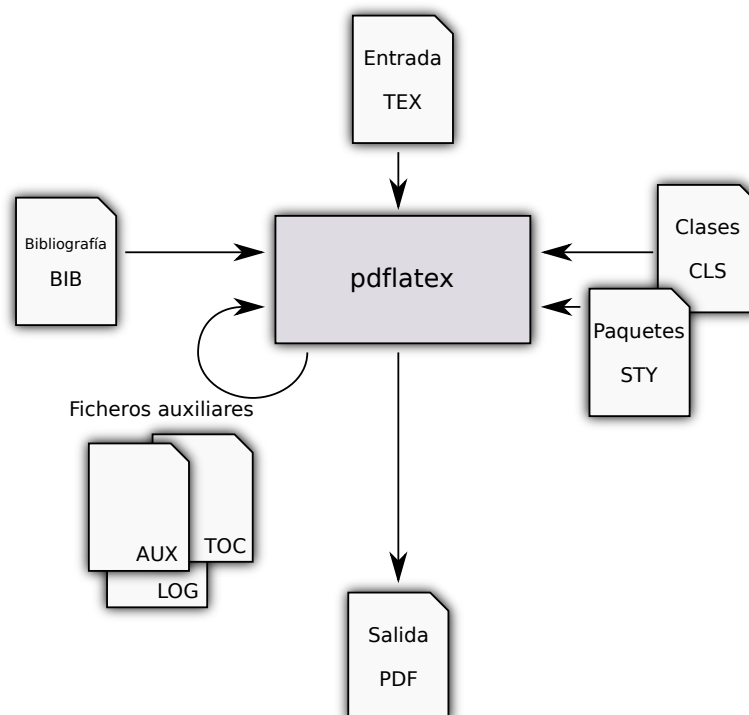 Entrada
TEX
Bibliografía
BIB
pdflatex
Clases
CLS
Paquetes
STY
Ficheros auxiliares
AUX
TOC
LOG
Salida
PDF